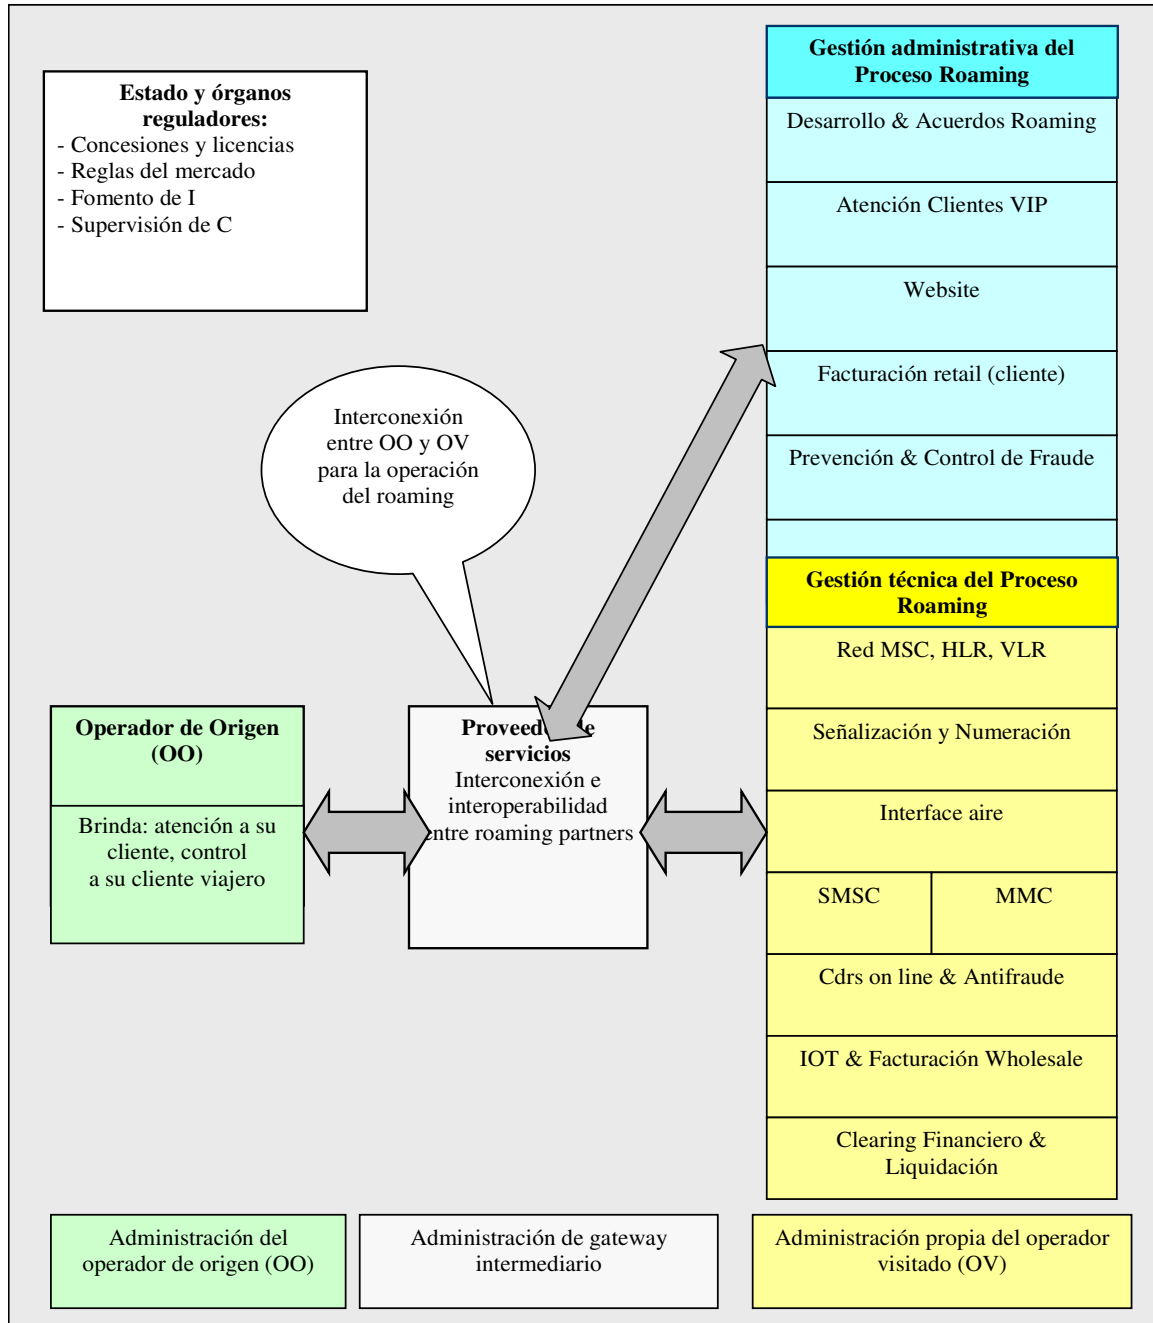 Estado y órganos
reguladores:
- Concesiones y licencias
- Reglas del mercado
- Fomento de I
- Supervisión de C
Gestión administrativa del
Proceso Roaming
Desarrollo & Acuerdos Roaming
Atención Clientes VIP
Website
Facturación retail (cliente)
Prevención & Control de Fraude
Interconexión
entre OO y OV
para la operación
del roaming
Gestión técnica del Proceso
Roaming
Red MSC, HLR, VLR
Señalización y Numeración
Interface aire
SMSC
MMC
Cdrs on line & Antifraude
IOT & Facturación Wholesale
Clearing Financiero &
Liquidación
Operador de Origen
(OO)
Brinda: atención a su
cliente, control
a su cliente viajero
Proveedor de
servicios
Interconexión e
interoperabilidad
entre roaming partners
Administración del
operador de origen (OO)
Administración de gateway
intermediario
Administración propia del operador
visitado (OV)